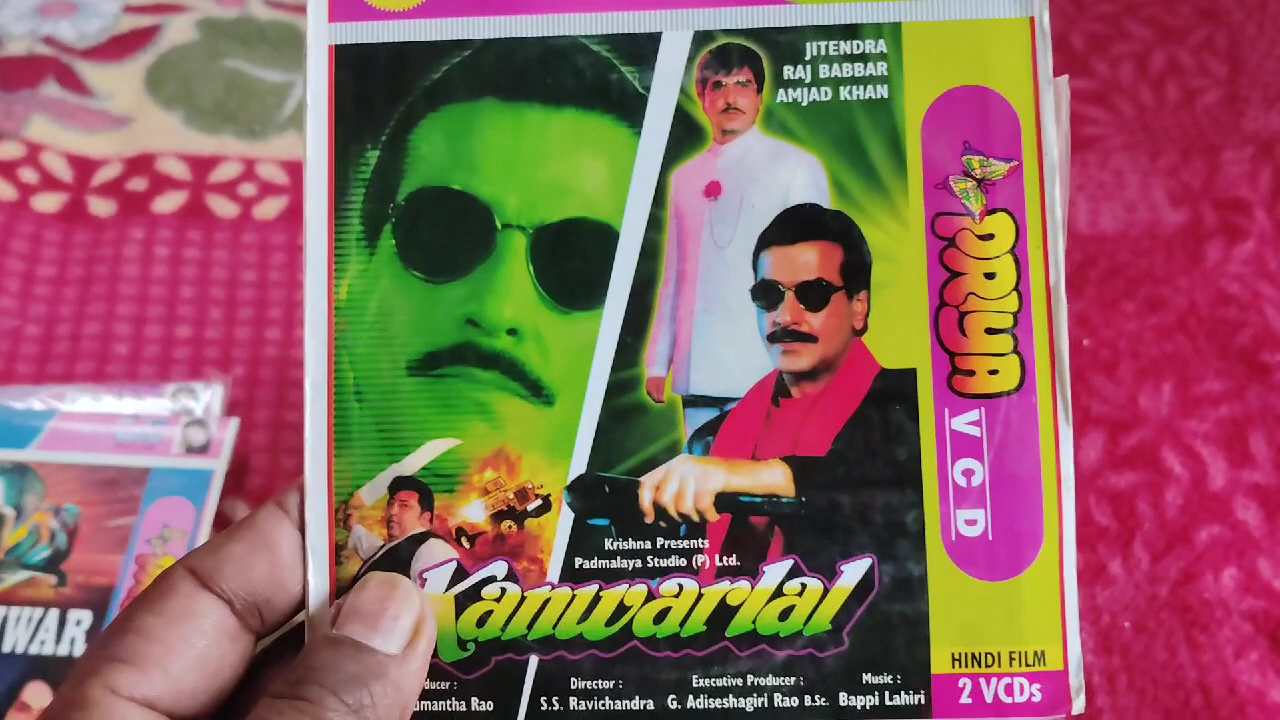 JITENDRA
RAJ BABBAR
AMJAD KHAN
PRIYA
VCD
Krishna Presents
Padmalaya Studio (P) Ltd.
Kanwarlal
Director :
S.S. Ravichandra
Executive Producer :
G. Adiseshagiri Rao B.Sc.
Music :
Bappi Lahiri
Rao
HINDI FILM
2 VCDs